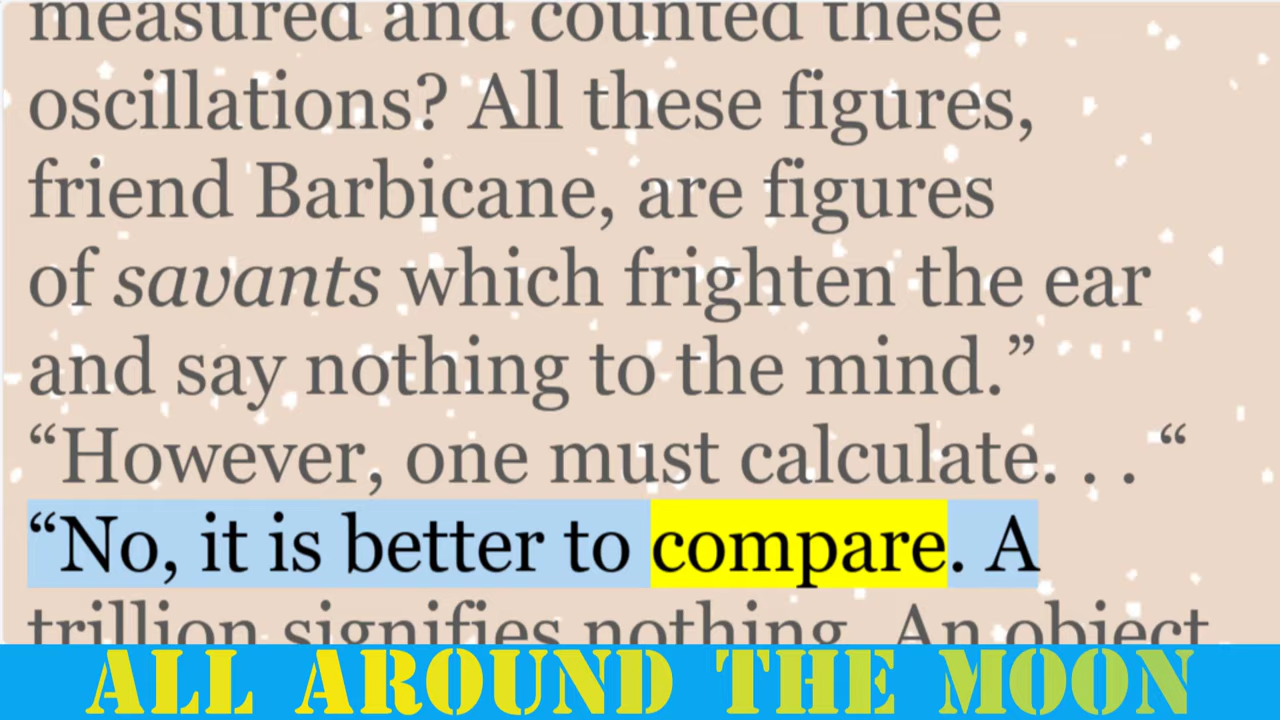 measured and counted these
oscillations? All these figures,
friend Barbicane, are figures
of savants which frighten the ear
and say nothing to the mind.”
“However, one must calculate. . . “
“No, it is better to compare. A
trillion signifies nothing. An object
ALL AROUND THE MOON